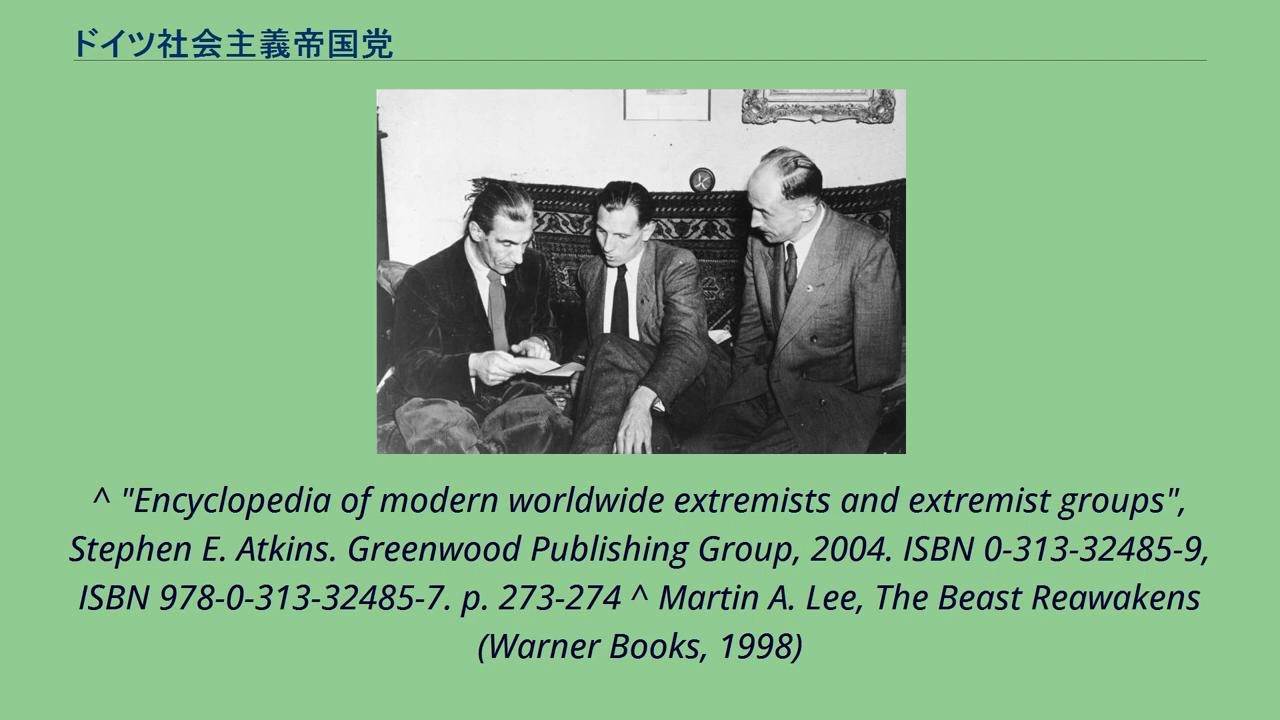 ドイツ社会主義帝国党
^ "Encyclopedia of modern worldwide extremists and extremist groups",
Stephen E. Atkins. Greenwood Publishing Group, 2004. ISBN 0-313-32485-9,
ISBN 978-0-313-32485-7. p. 273-274 ^ Martin A. Lee, The Beast Reawakens
(Warner Books, 1998)